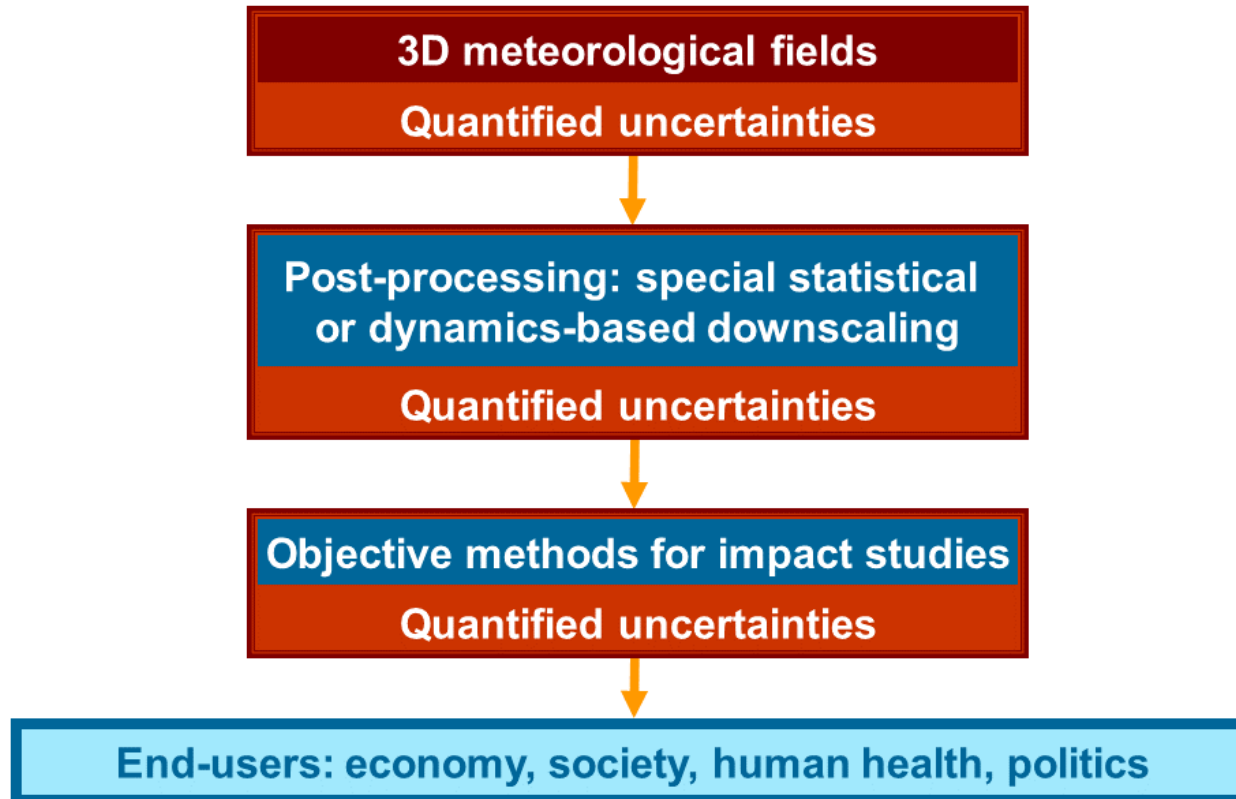 3D meteorological fields
Quantified uncertainties
Post-processing: special statistical
or dynamics-based downscaling
Quantified uncertainties
Objective methods for impact studies
Quantified uncertainties
End-users: economy, society, human health, politics